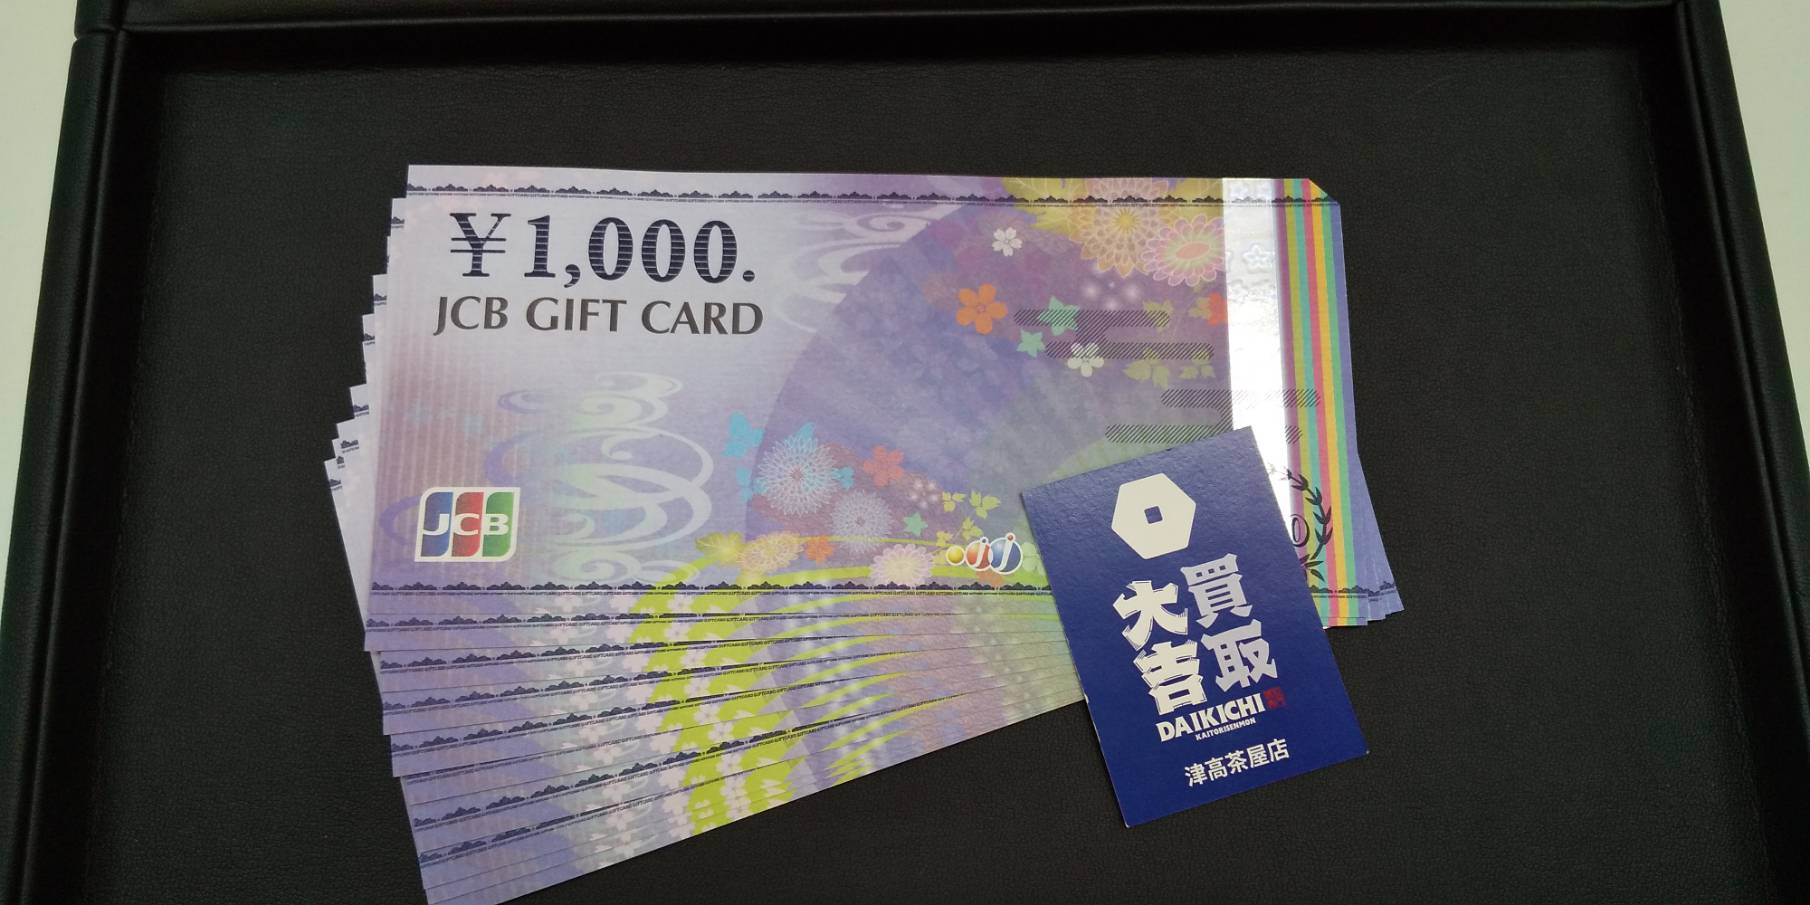 ¥1,000.
JCB GIFT CARD
JCB
買取
大吉
DAIKICHI
KAITORISENMON
津高茶屋店